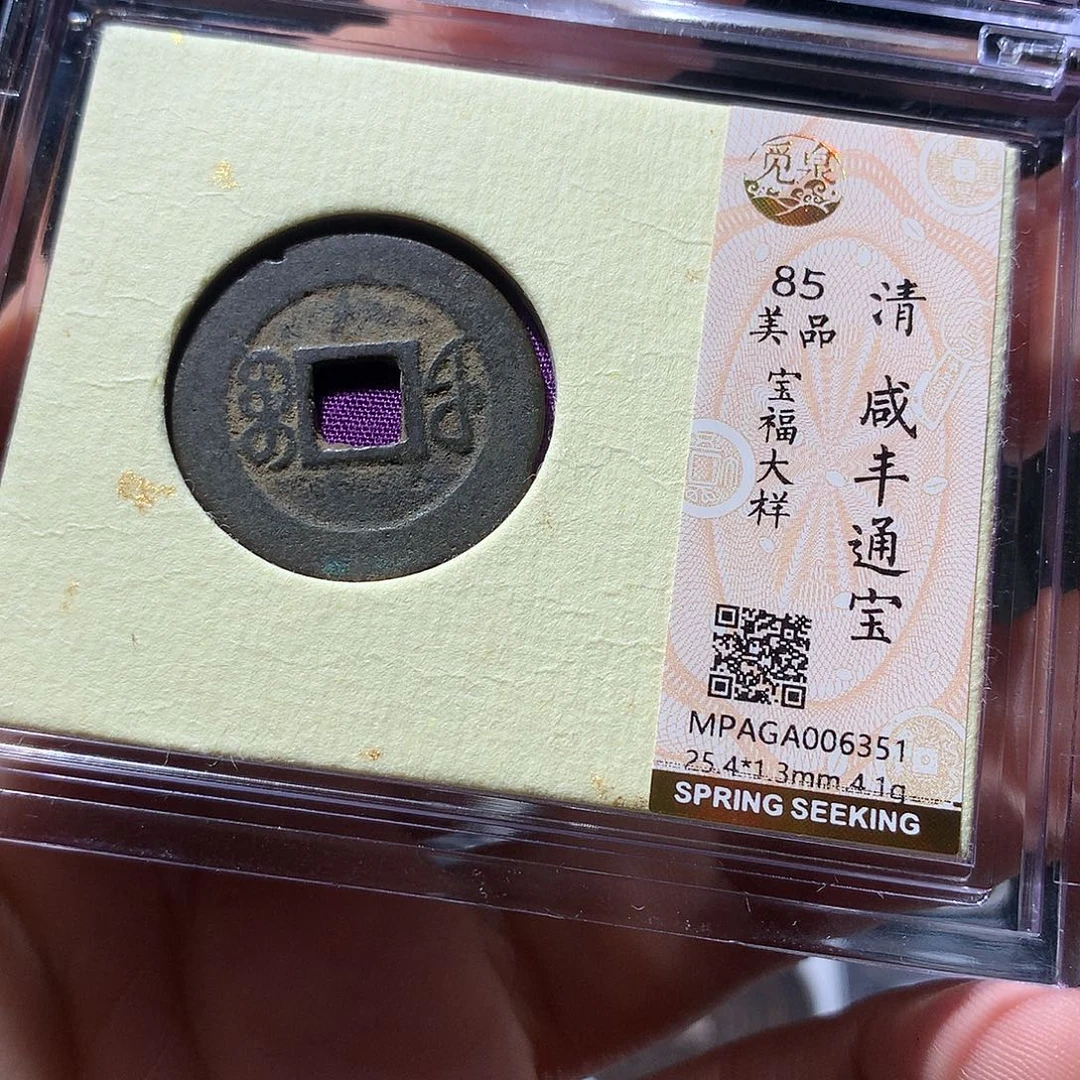 觅泉
清 咸丰通宝
85
美品
宝福大样
MPAGA006351
25.4*1.3mm 4.1g
SPRING SEEKING